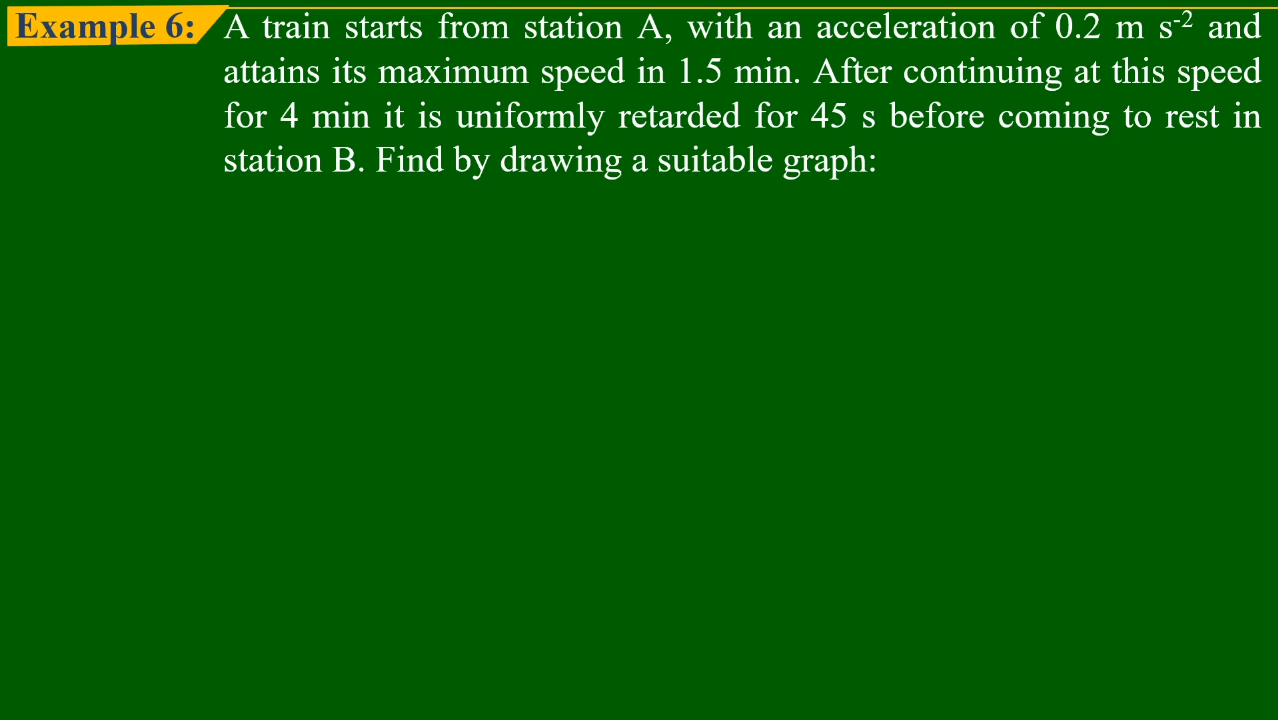 Example 6: A train starts from station A, with an acceleration of 0.2 m s⁻² and
attains its maximum speed in 1.5 min. After continuing at this speed
for 4 min it is uniformly retarded for 45 s before coming to rest in
station B. Find by drawing a suitable graph: